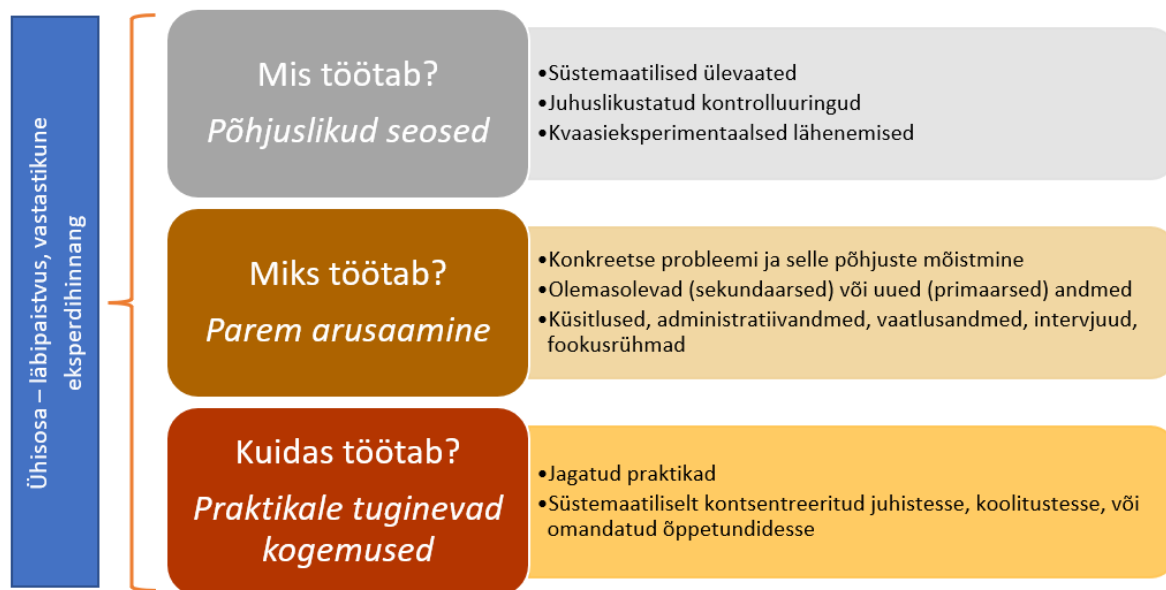 Ühisosa – läbipaistvus, vastastikune
eksperdihinnang
Mis töötab?
Põhjuslikud seosed
•Süstemaatilised ülevaated
•Juhuslikustatud kontrolluuringud
•Kvaasieksperimentaalsed lähenemised
Miks töötab?
Parem arusaamine
•Konkreetse probleemi ja selle põhjuste mõistmine
•Olemasolevad (sekundaarsed) või uued (primaarsed) andmed
•Küsitlused, administratiivandmed, vaatlusandmed, intervjuud,
fookusrühmad
Kuidas töötab?
Praktikale tuginevad
kogemused
•Jagatud praktikad
•Süstemaatiliselt kontsentreeritud juhistesse, koolitustesse, või
omandatud õppetundidesse